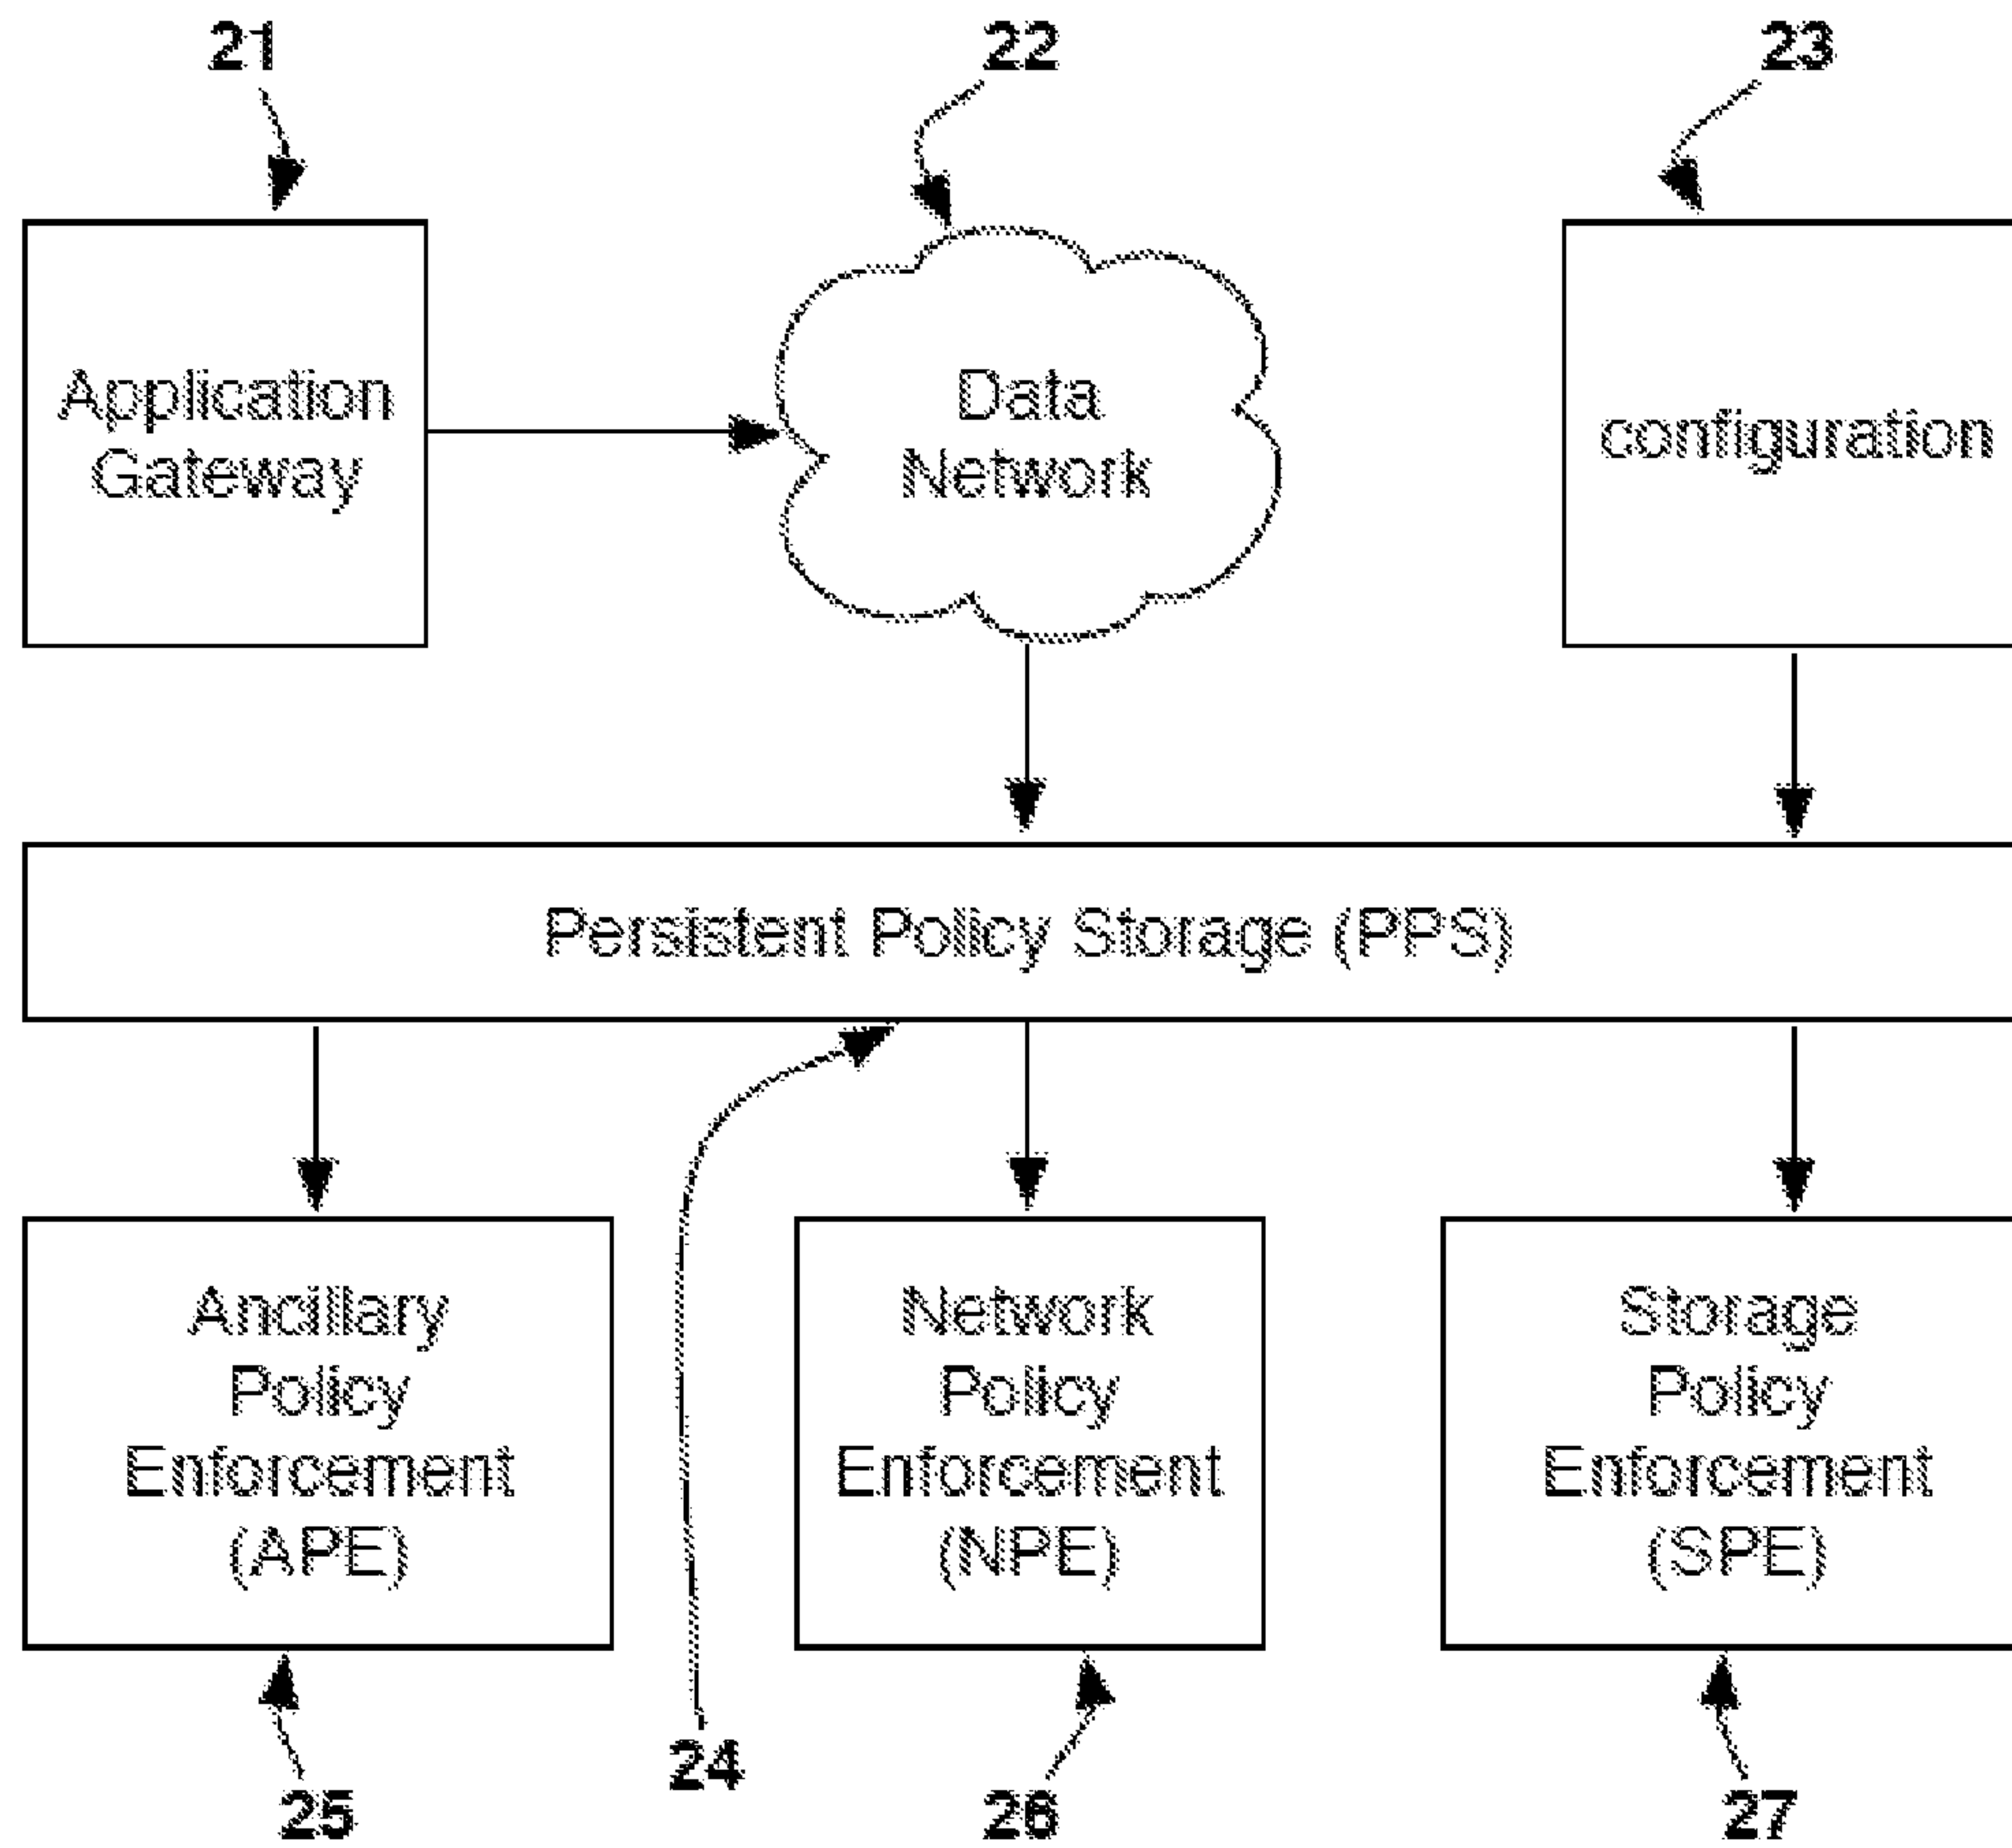 21
22
23
Application
Gateway
Data
Network
configuration
Persistent Policy Storage (PPS)
Ancillary
Policy
Enforcement
(APE)
Network
Policy
Enforcement
(NPE)
Storage
Policy
Enforcement
(SPE)
24
25
26
27